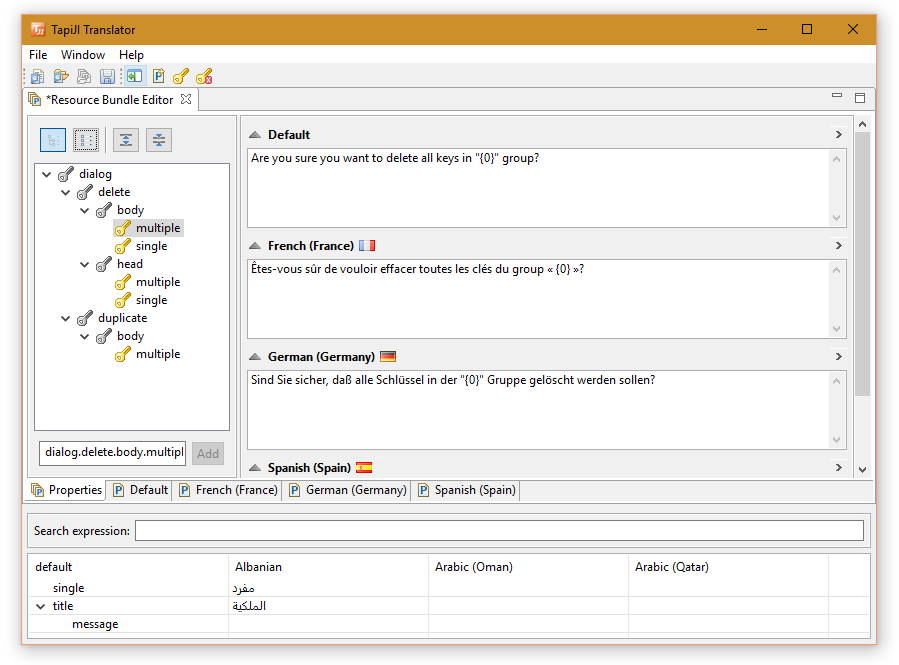 TapiJI Translator
File Window Help
*Resource Bundle Editor
dialog
delete
body
multiple
single
head
multiple
single
duplicate
body
multiple
dialog.delete.body.multipl
Add
Default
Are you sure you want to delete all keys in "{0}" group?
French (France)
Êtes-vous sûr de vouloir effacer toutes les clés du group « {0} »?
German (Germany)
Sind Sie sicher, daß alle Schlüssel in der "{0}" Gruppe gelöscht werden sollen?
Spanish (Spain)
Properties Default French (France) German (Germany) Spanish (Spain)
Search expression:
default Albanian Arabic (Oman) Arabic (Qatar)
single مفرد
title الملكية
message